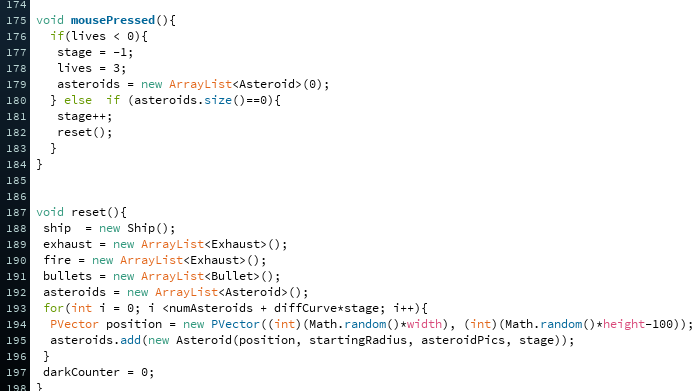 174
175 void mousePressed(){
176 if(lives < 0){
177 stage = -1;
178 lives = 3;
179 asteroids = new ArrayList<Asteroid>(0);
180 } else  if (asteroids.size()==0){
181 stage++;
182 reset();
183 }
184 }
185
186
187 void reset(){
188 ship  = new Ship();
189 exhaust = new ArrayList<Exhaust>();
190 fire = new ArrayList<Exhaust>();
191 bullets = new ArrayList<Bullet>();
192 asteroids = new ArrayList<Asteroid>();
193 for(int i = 0; i <numAsteroids + diffCurve*stage; i++){
194 PVector position = new PVector((int)(Math.random()*width), (int)(Math.random()*height-100));
195 asteroids.add(new Asteroid(position, startingRadius, asteroidPics, stage));
196 }
197 darkCounter = 0;
198 }